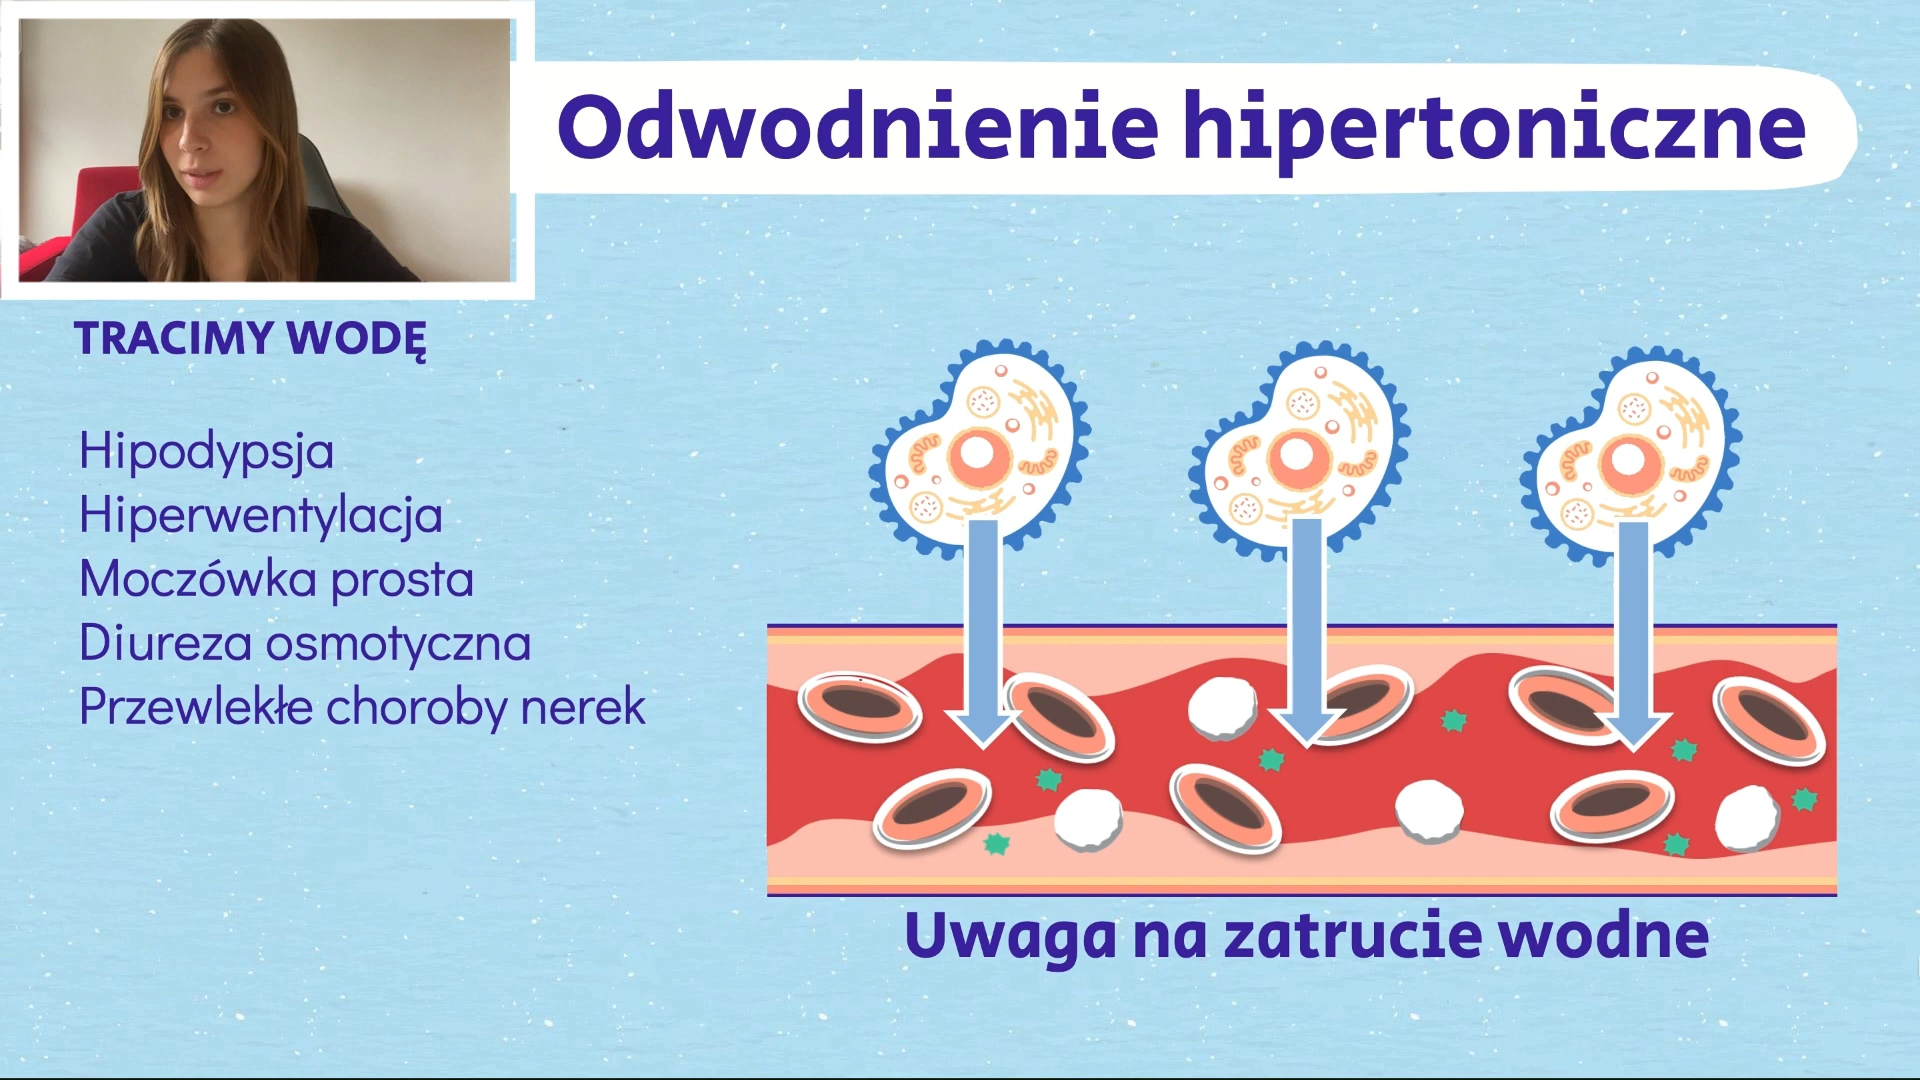 Odwodnienie hipertoniczne
TRACIMY WODĘ
Hipodypsja
Hiperwentylacja
Moczówka prosta
Diureza osmotyczna
Przewlekłe choroby nerek
Uwaga na zatrucie wodne